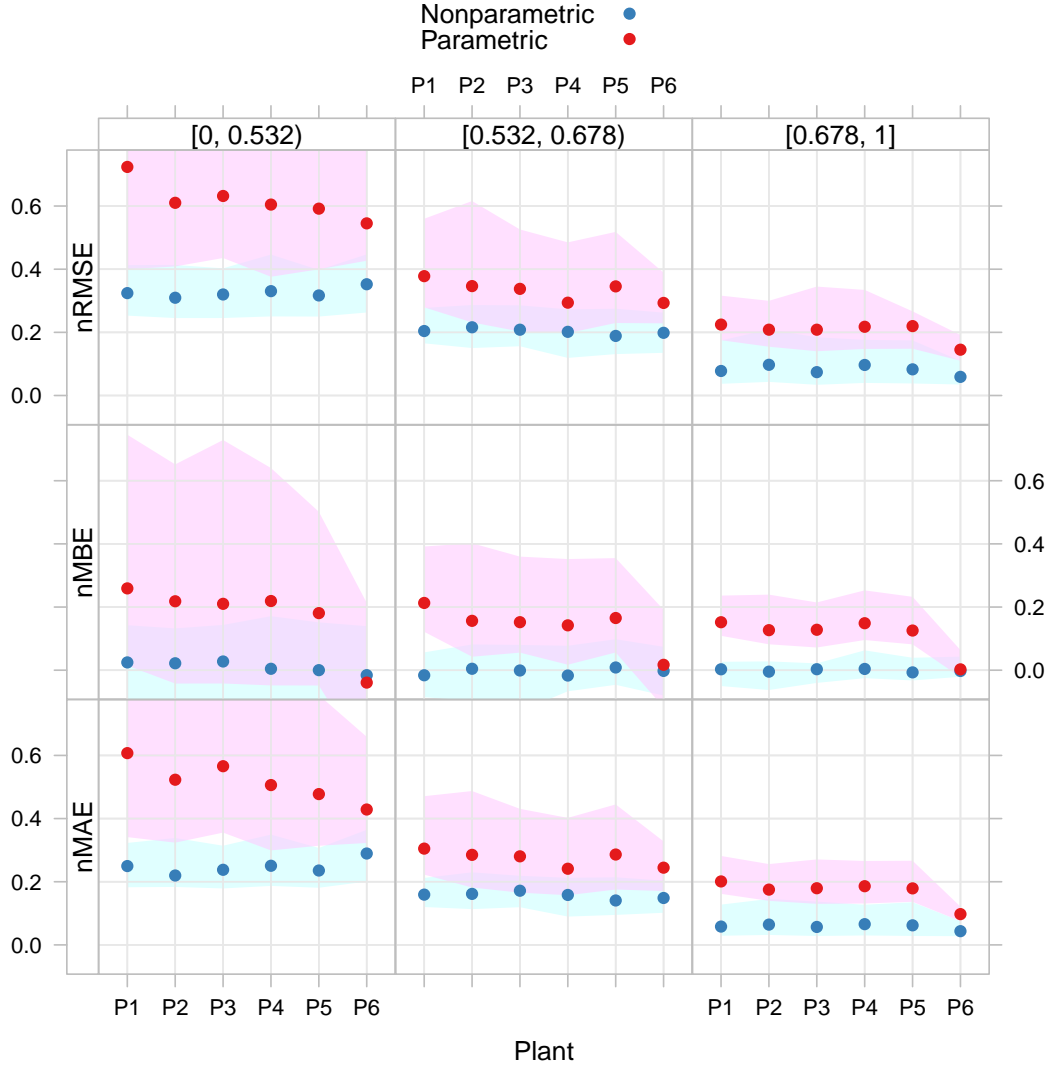 Nonparametric
Parametric
P1 P2 P3 P4 P5 P6
[0, 0.532) [0.532, 0.678) [0.678, 1]
nRMSE
0.6
0.4
0.2
0.0
nMBE
0.6
0.4
0.2
0.0
nMAE
0.6
0.4
0.2
0.0
P1 P2 P3 P4 P5 P6 P1 P2 P3 P4 P5 P6
Plant